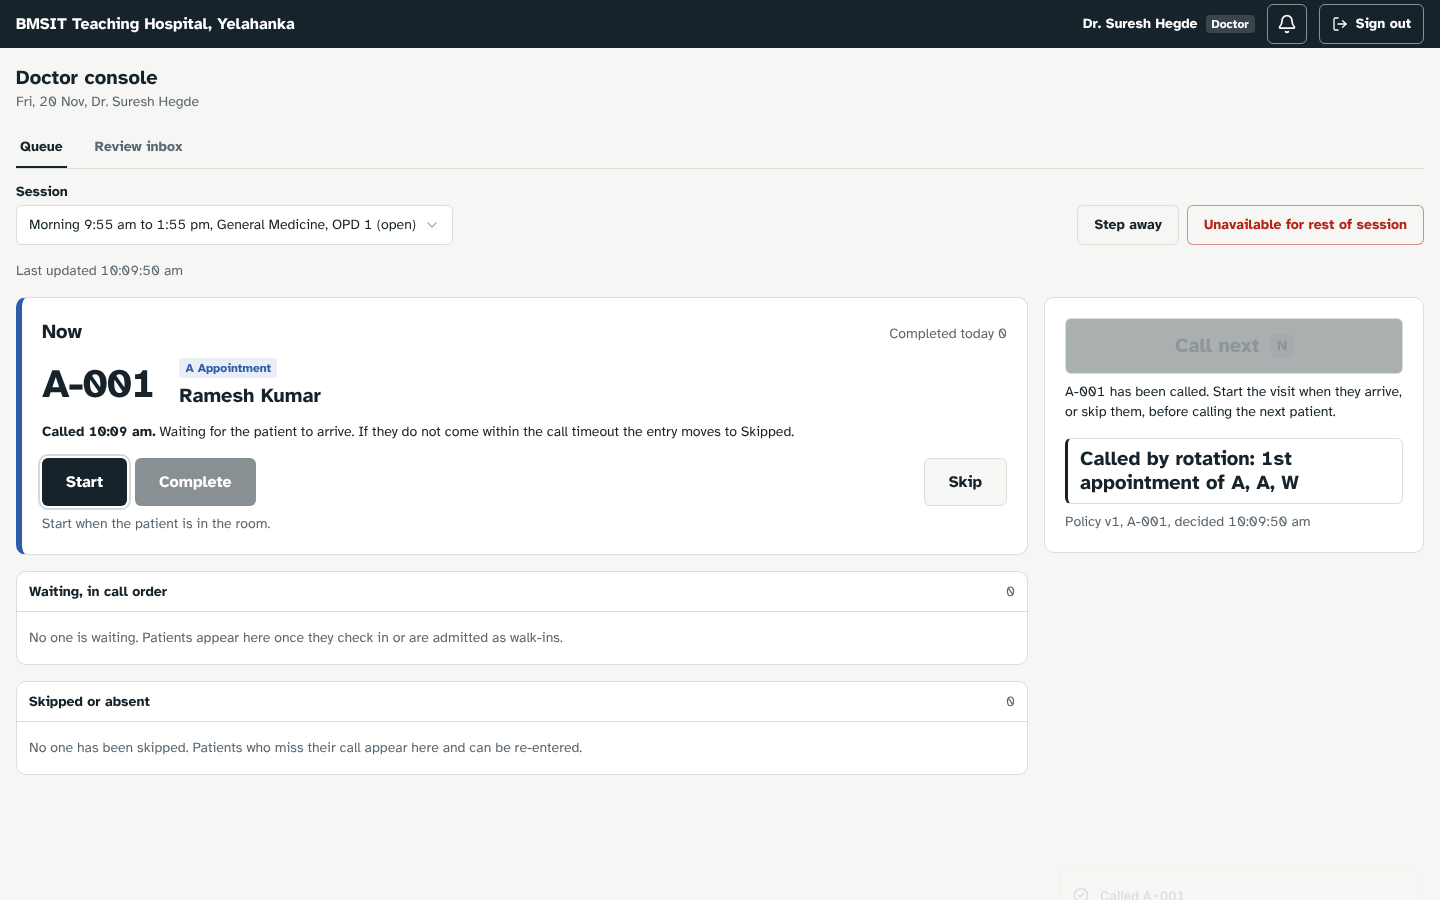 BMSIT Teaching Hospital, Yelahanka
Dr. Suresh Hegde Doctor Sign out
Doctor console
Fri, 20 Nov, Dr. Suresh Hegde
Queue Review inbox
Session
Morning 9:55 am to 1:55 pm, General Medicine, OPD 1 (open)
Step away Unavailable for rest of session
Last updated 10:09:50 am
Now
Completed today 0
A-001
A Appointment
Ramesh Kumar
Called 10:09 am. Waiting for the patient to arrive. If they do not come within the call timeout the entry moves to Skipped.
Start Complete Skip
Start when the patient is in the room.
Call next N
A-001 has been called. Start the visit when they arrive,
or skip them, before calling the next patient.
Called by rotation: 1st
appointment of A, A, W
Policy v1, A-001, decided 10:09:50 am
Waiting, in call order 0
No one is waiting. Patients appear here once they check in or are admitted as walk-ins.
Skipped or absent 0
No one has been skipped. Patients who miss their call appear here and can be re-entered.
Called A-001